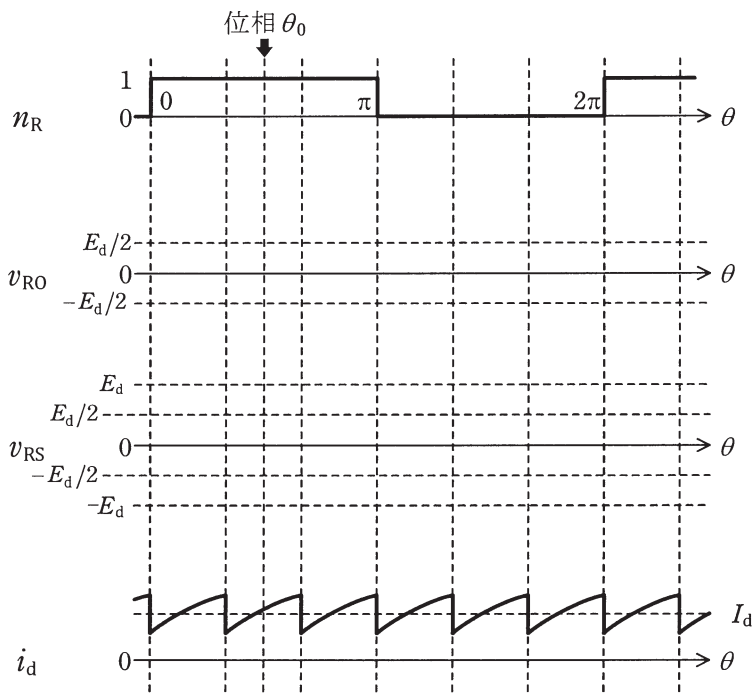 位相 θ₀
1
0
π
2π
n_R
0
θ
E_d/2
v_RO
0
θ
−E_d/2
E_d
E_d/2
v_RS
0
θ
−E_d/2
−E_d
I_d
i_d
0
θ